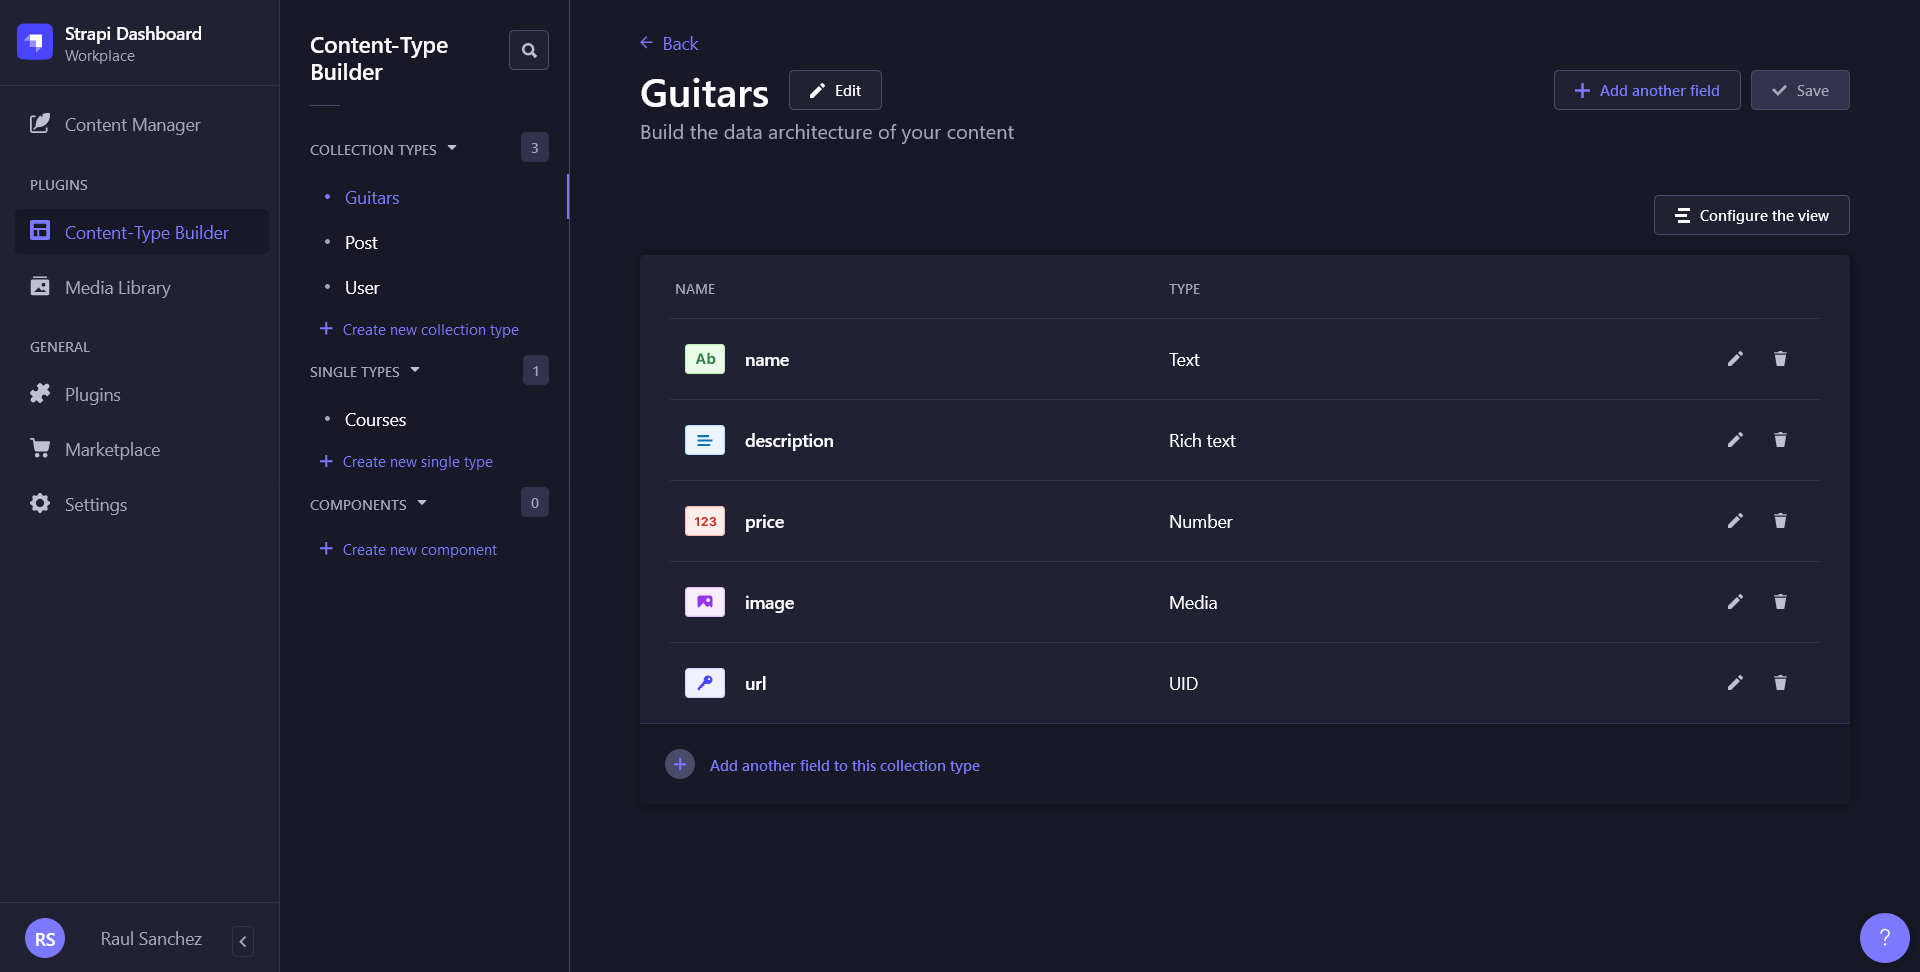 Strapi Dashboard
Workplace
Content Manager
PLUGINS
Content-Type Builder
Media Library
GENERAL
Plugins
Marketplace
Settings
RS
Raul Sanchez
Content-Type
Builder
COLLECTION TYPES
3
Guitars
Post
User
Create new collection type
SINGLE TYPES
1
Courses
Create new single type
COMPONENTS
0
Create new component
Back
Guitars
Edit
Add another field
Save
Build the data architecture of your content
Configure the view
NAME TYPE
Ab name Text
description Rich text
123 price Number
image Media
url UID
Add another field to this collection type
?